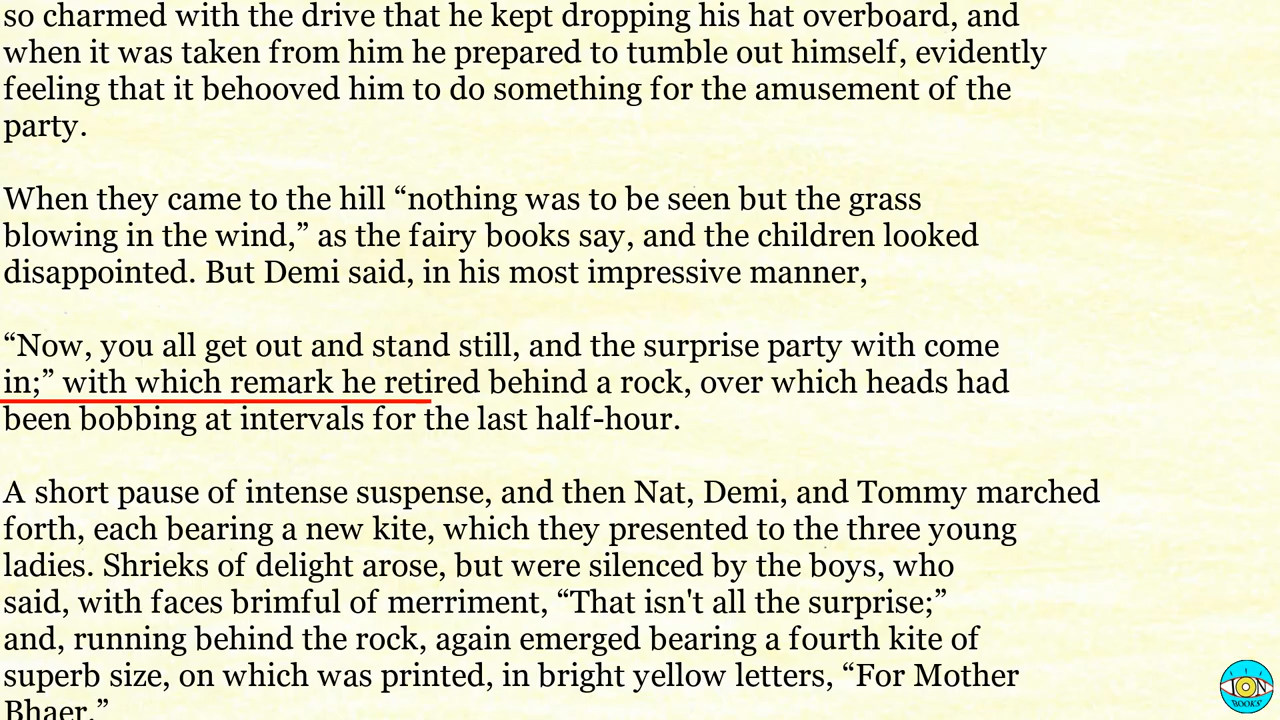 so charmed with the drive that he kept dropping his hat overboard, and
when it was taken from him he prepared to tumble out himself, evidently
feeling that it behooved him to do something for the amusement of the
party.
When they came to the hill “nothing was to be seen but the grass
blowing in the wind,” as the fairy books say, and the children looked
disappointed. But Demi said, in his most impressive manner,
“Now, you all get out and stand still, and the surprise party with come
in;” with which remark he retired behind a rock, over which heads had
been bobbing at intervals for the last half-hour.
A short pause of intense suspense, and then Nat, Demi, and Tommy marched
forth, each bearing a new kite, which they presented to the three young
ladies. Shrieks of delight arose, but were silenced by the boys, who
said, with faces brimful of merriment, “That isn't all the surprise;”
and, running behind the rock, again emerged bearing a fourth kite of
superb size, on which was printed, in bright yellow letters, “For Mother
Bhaer.”
ION
BOOKS